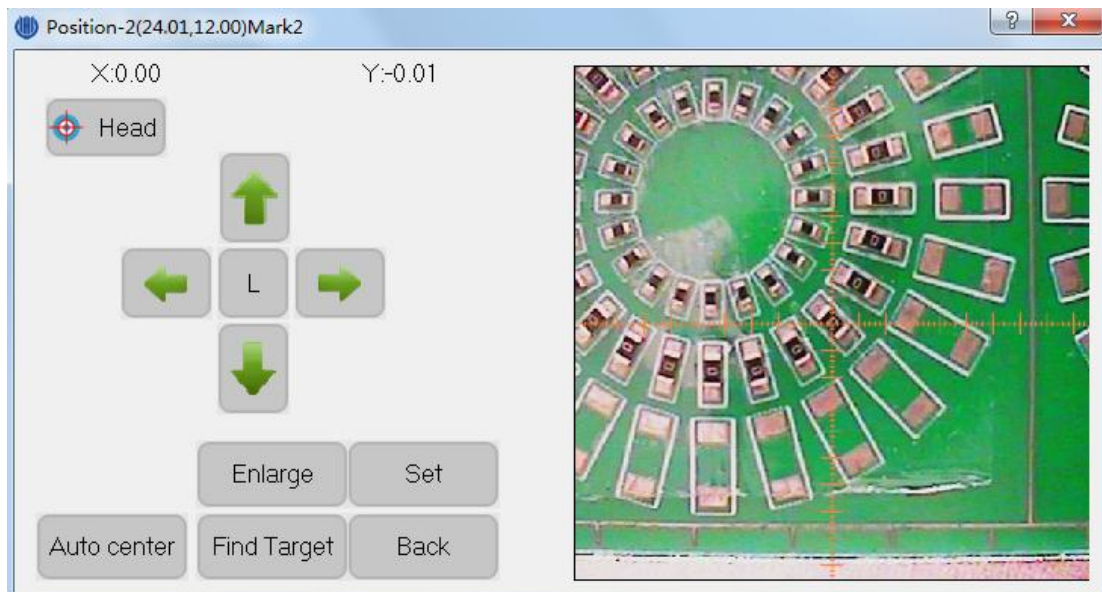 Position-2(24.01,12.00)Mark2
?
X
X:0.00 Y:-0.01
Head
L
Enlarge Set
Auto center Find Target Back